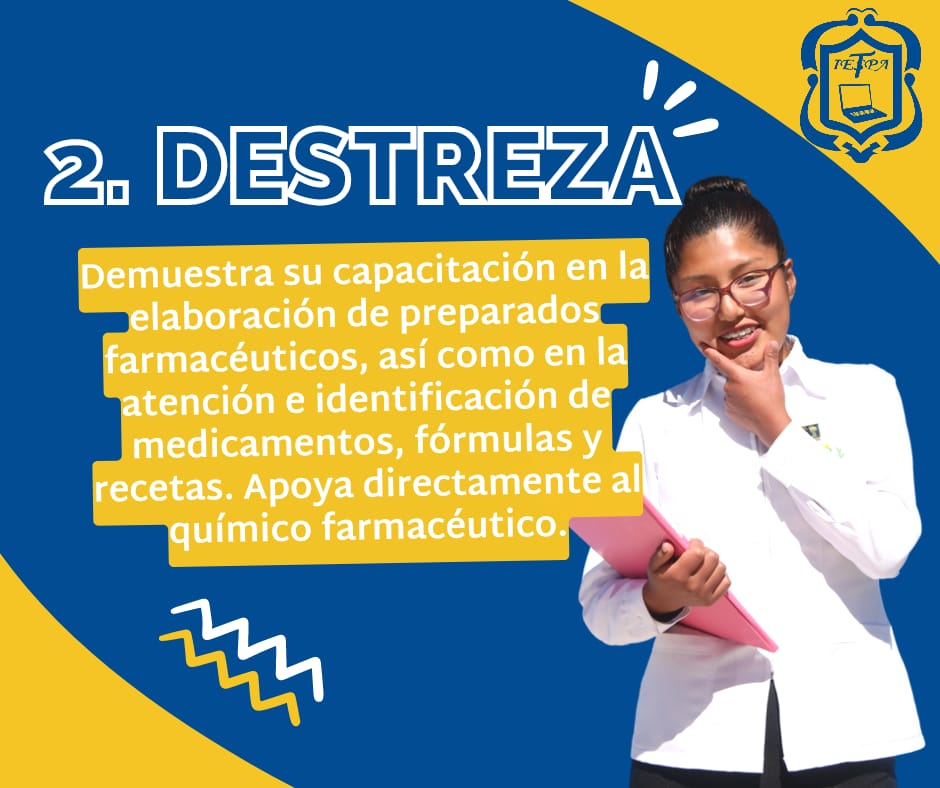 IESTPA
2. DESTREZA
Demuestra su capacitación en la
elaboración de preparados
farmacéuticos, así como en la
atención e identificación de
medicamentos, fórmulas y
recetas. Apoya directamente al
químico farmacéutico.